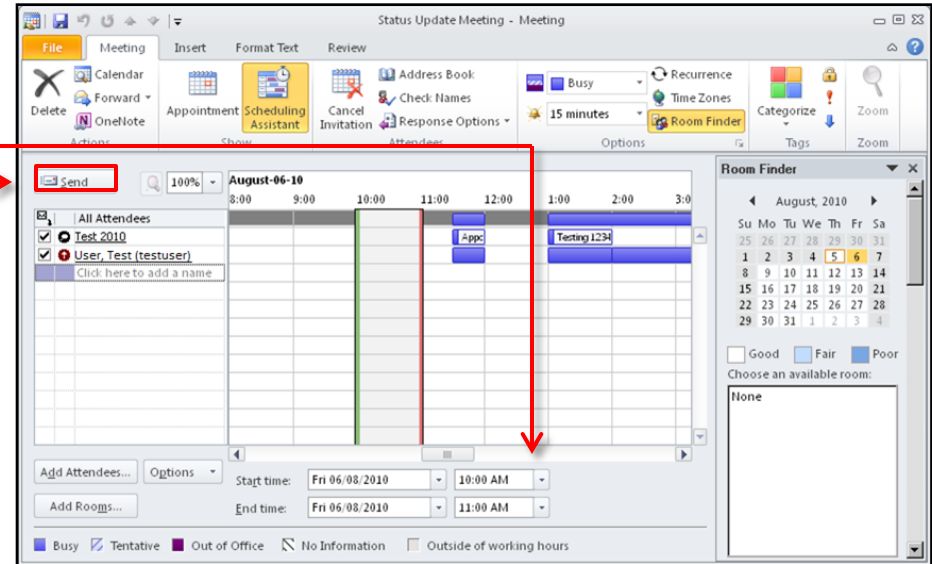 Status Update Meeting - Meeting
File Meeting Insert Format Text Review
Delete
Calendar
Forward
OneNote
Actions
Appointment
Scheduling Assistant
Show
Cancel Invitation
Address Book
Check Names
Response Options
Attendees
Busy
15 minutes
Recurrence
Time Zones
Room Finder
Options
Categorize
Tags
Zoom
Zoom
Send
100%
August-06-10
8:00 9:00 10:00 11:00 12:00 1:00 2:00 3:0
All Attendees
Test 2010
Appc
Testing 1234
User, Test (testuser)
Click here to add a name
Add Attendees...
Options
Add Rooms...
Start time: Fri 06/08/2010 10:00 AM
End time: Fri 06/08/2010 11:00 AM
Busy Tentative Out of Office No Information Outside of working hours
Room Finder
August, 2010
Su Mo Tu We Th Fr Sa
25 26 27 28 29 30 31
1 2 3 4 5 6 7
8 9 10 11 12 13 14
15 16 17 18 19 20 21
22 23 24 25 26 27 28
29 30 31 1 2 3 4
Good Fair Poor
Choose an available room:
None